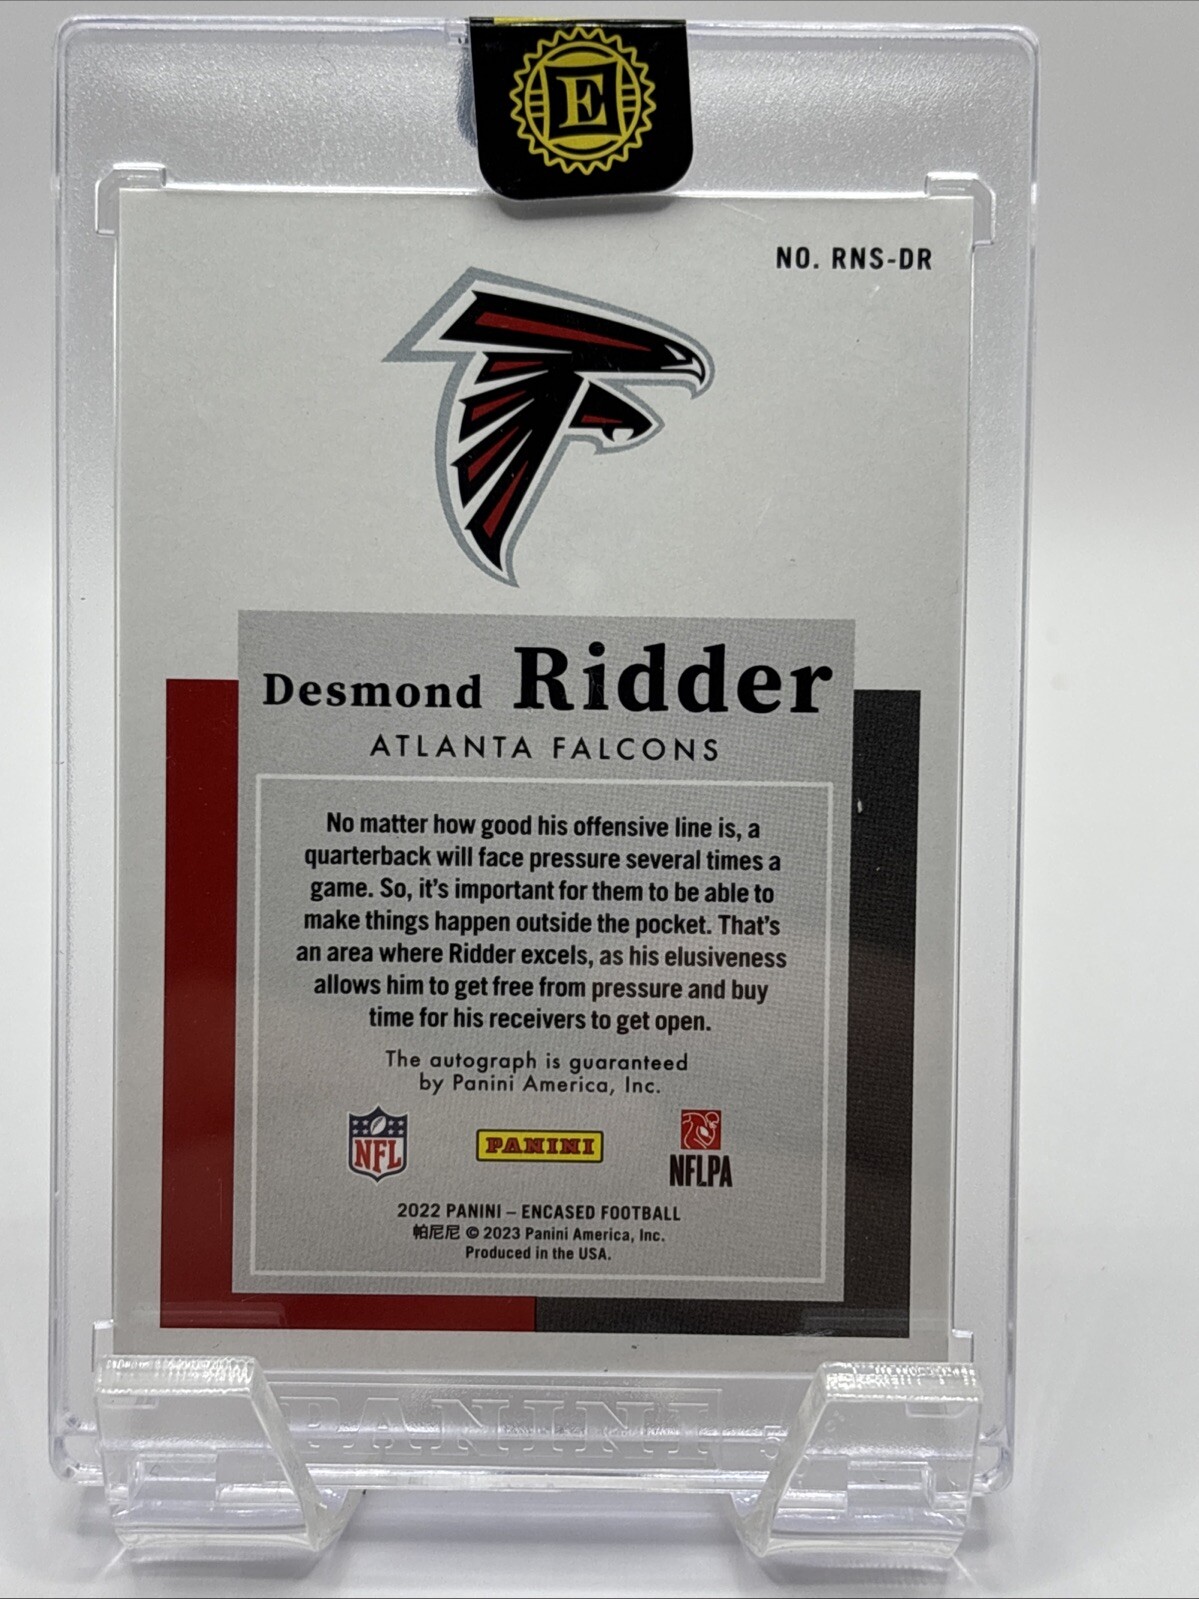 E
NO. RNS-DR
Desmond Ridder
ATLANTA FALCONS
No matter how good his offensive line is, a
quarterback will face pressure several times a
game. So, it's important for them to be able to
make things happen outside the pocket. That's
an area where Ridder excels, as his elusiveness
allows him to get free from pressure and buy
time for his receivers to get open.
The autograph is guaranteed
by Panini America, Inc.
NFL PANINI NFLPA
2022 PANINI – ENCASED FOOTBALL
帕尼尼 © 2023 Panini America, Inc.
Produced in the USA.
PANINI